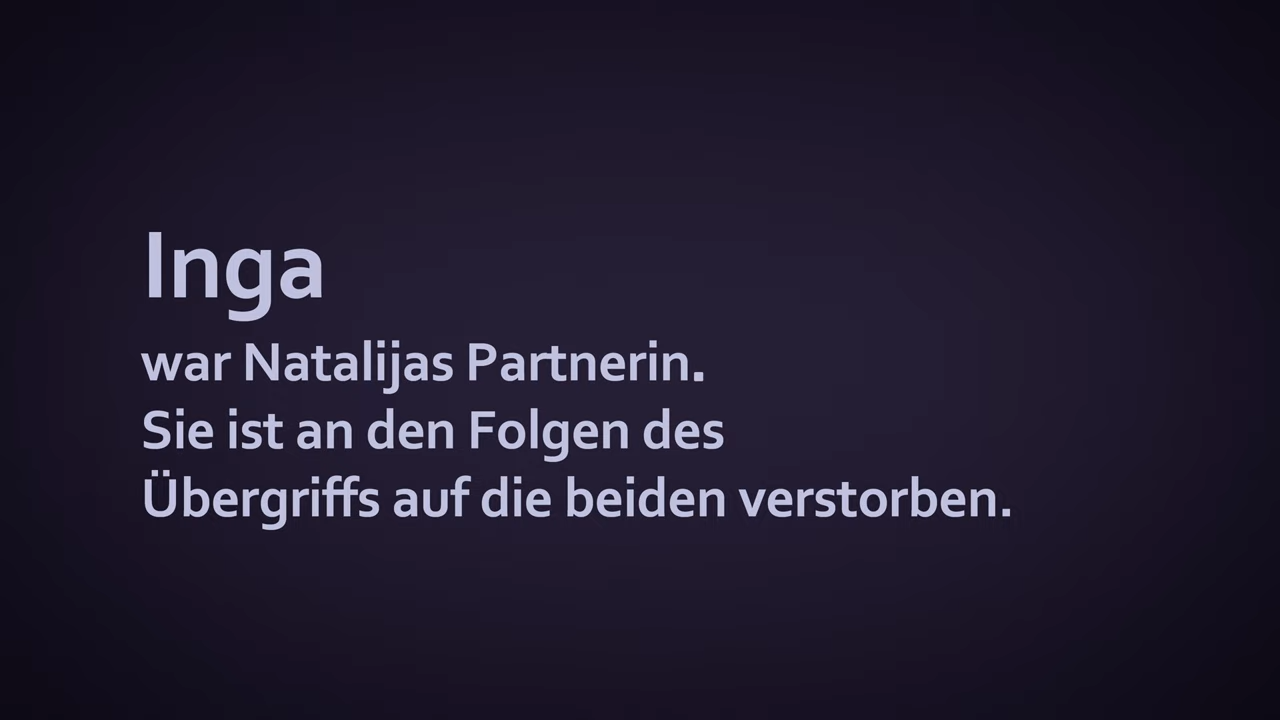 Inga
war Natalijas Partnerin.
Sie ist an den Folgen des
Übergriffs auf die beiden verstorben.